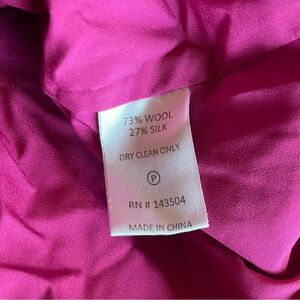 73% WOOL
27% SILK
DRY CLEAN ONLY
P
RN # 143504
MADE IN CHINA